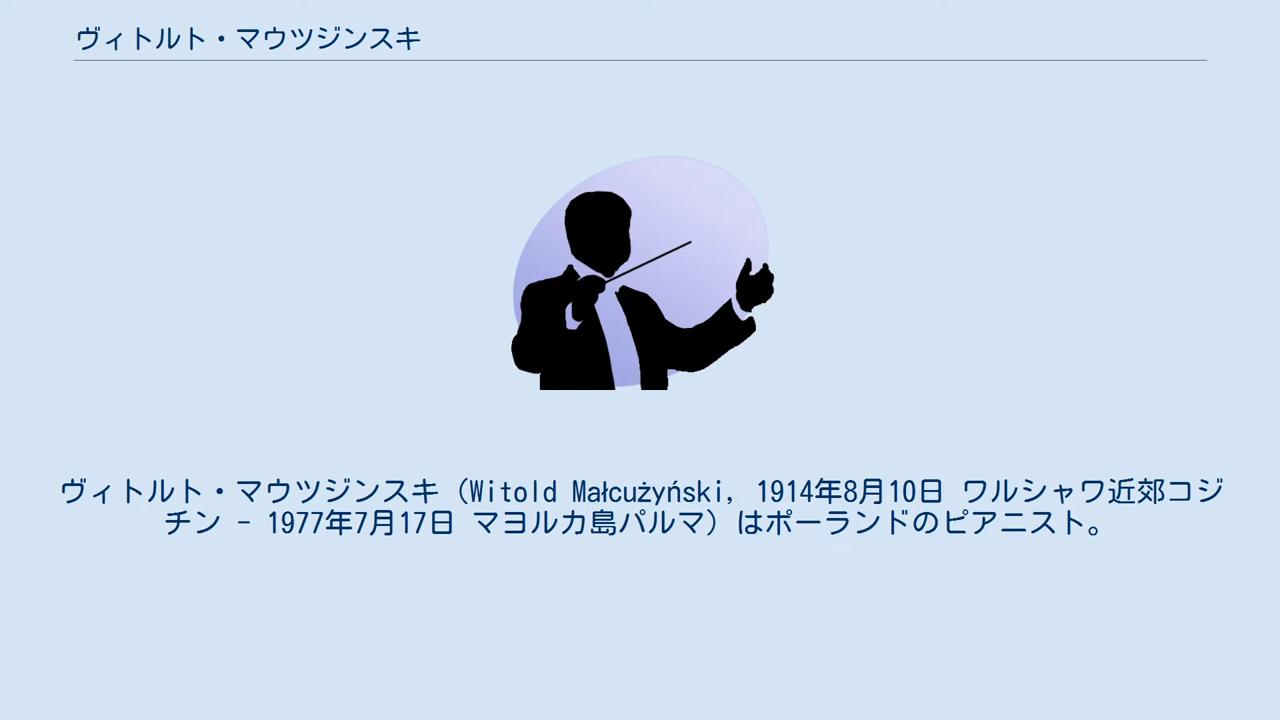 ヴィトルト・マウツジンスキ
ヴィトルト・マウツジンスキ（Witold Małcużyński, 1914年8月10日 ワルシャワ近郊コジ
チン - 1977年7月17日 マヨルカ島パルマ）はポーランドのピアニスト。